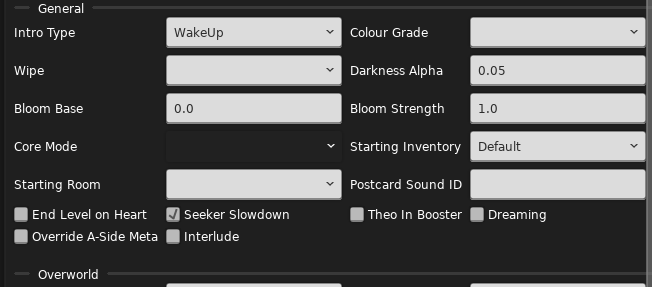 General
Intro Type WakeUp Colour Grade
Wipe Darkness Alpha 0.05
Bloom Base 0.0 Bloom Strength 1.0
Core Mode Starting Inventory Default
Starting Room Postcard Sound ID
End Level on Heart Seeker Slowdown Theo In Booster Dreaming
Override A-Side Meta Interlude
Overworld